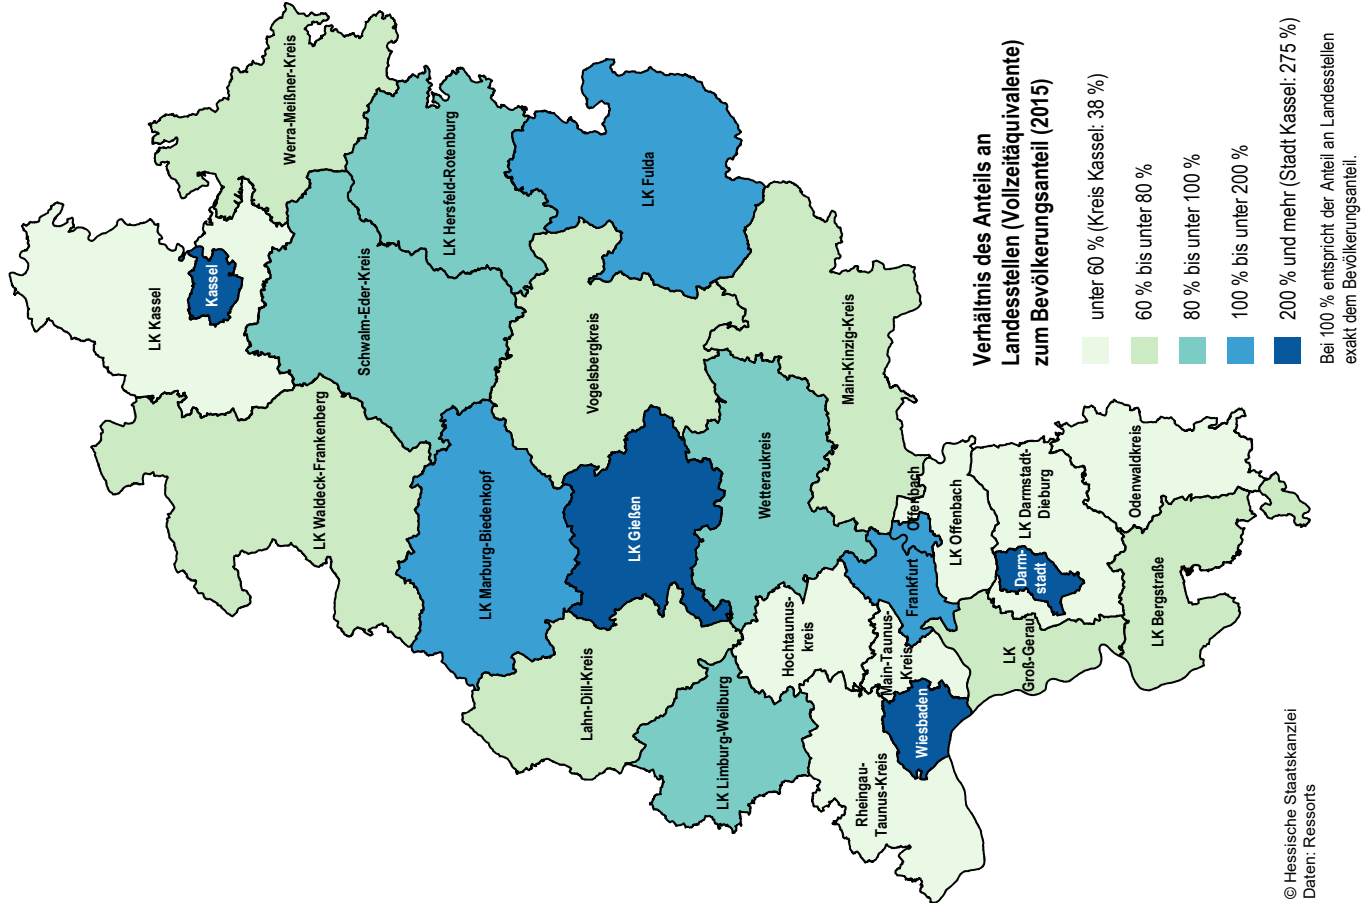 Werra-Meißner-Kreis
LK Kassel
Kassel
LK Hersfeld-Rotenburg
Schwalm-Eder-Kreis
LK Waldeck-Frankenberg
LK Fulda
LK Marburg-Biedenkopf
Vogelsbergkreis
LK Gießen
Lahn-Dill-Kreis
Main-Kinzig-Kreis
Wetteraukreis
LK Limburg-Weilburg
Hochtaunus-
kreis
Rheingau-
Taunus-Kreis
Main-Taunus-
Kreis
Wiesbaden
Frankfurt
Offenbach
LK Offenbach
LK
Groß-Gerau
Darm-
stadt
LK Darmstadt-
Dieburg
Odenwaldkreis
LK Bergstraße
Verhältnis des Anteils an
Landesstellen (Vollzeitäquivalente)
zum Bevölkerungsanteil (2015)
unter 60 % (Kreis Kassel: 38 %)
60 % bis unter 80 %
80 % bis unter 100 %
100 % bis unter 200 %
200 % und mehr (Stadt Kassel: 275 %)
Bei 100 % entspricht der Anteil an Landesstellen
exakt dem Bevölkerungsanteil.
© Hessische Staatskanzlei
Daten: Ressorts